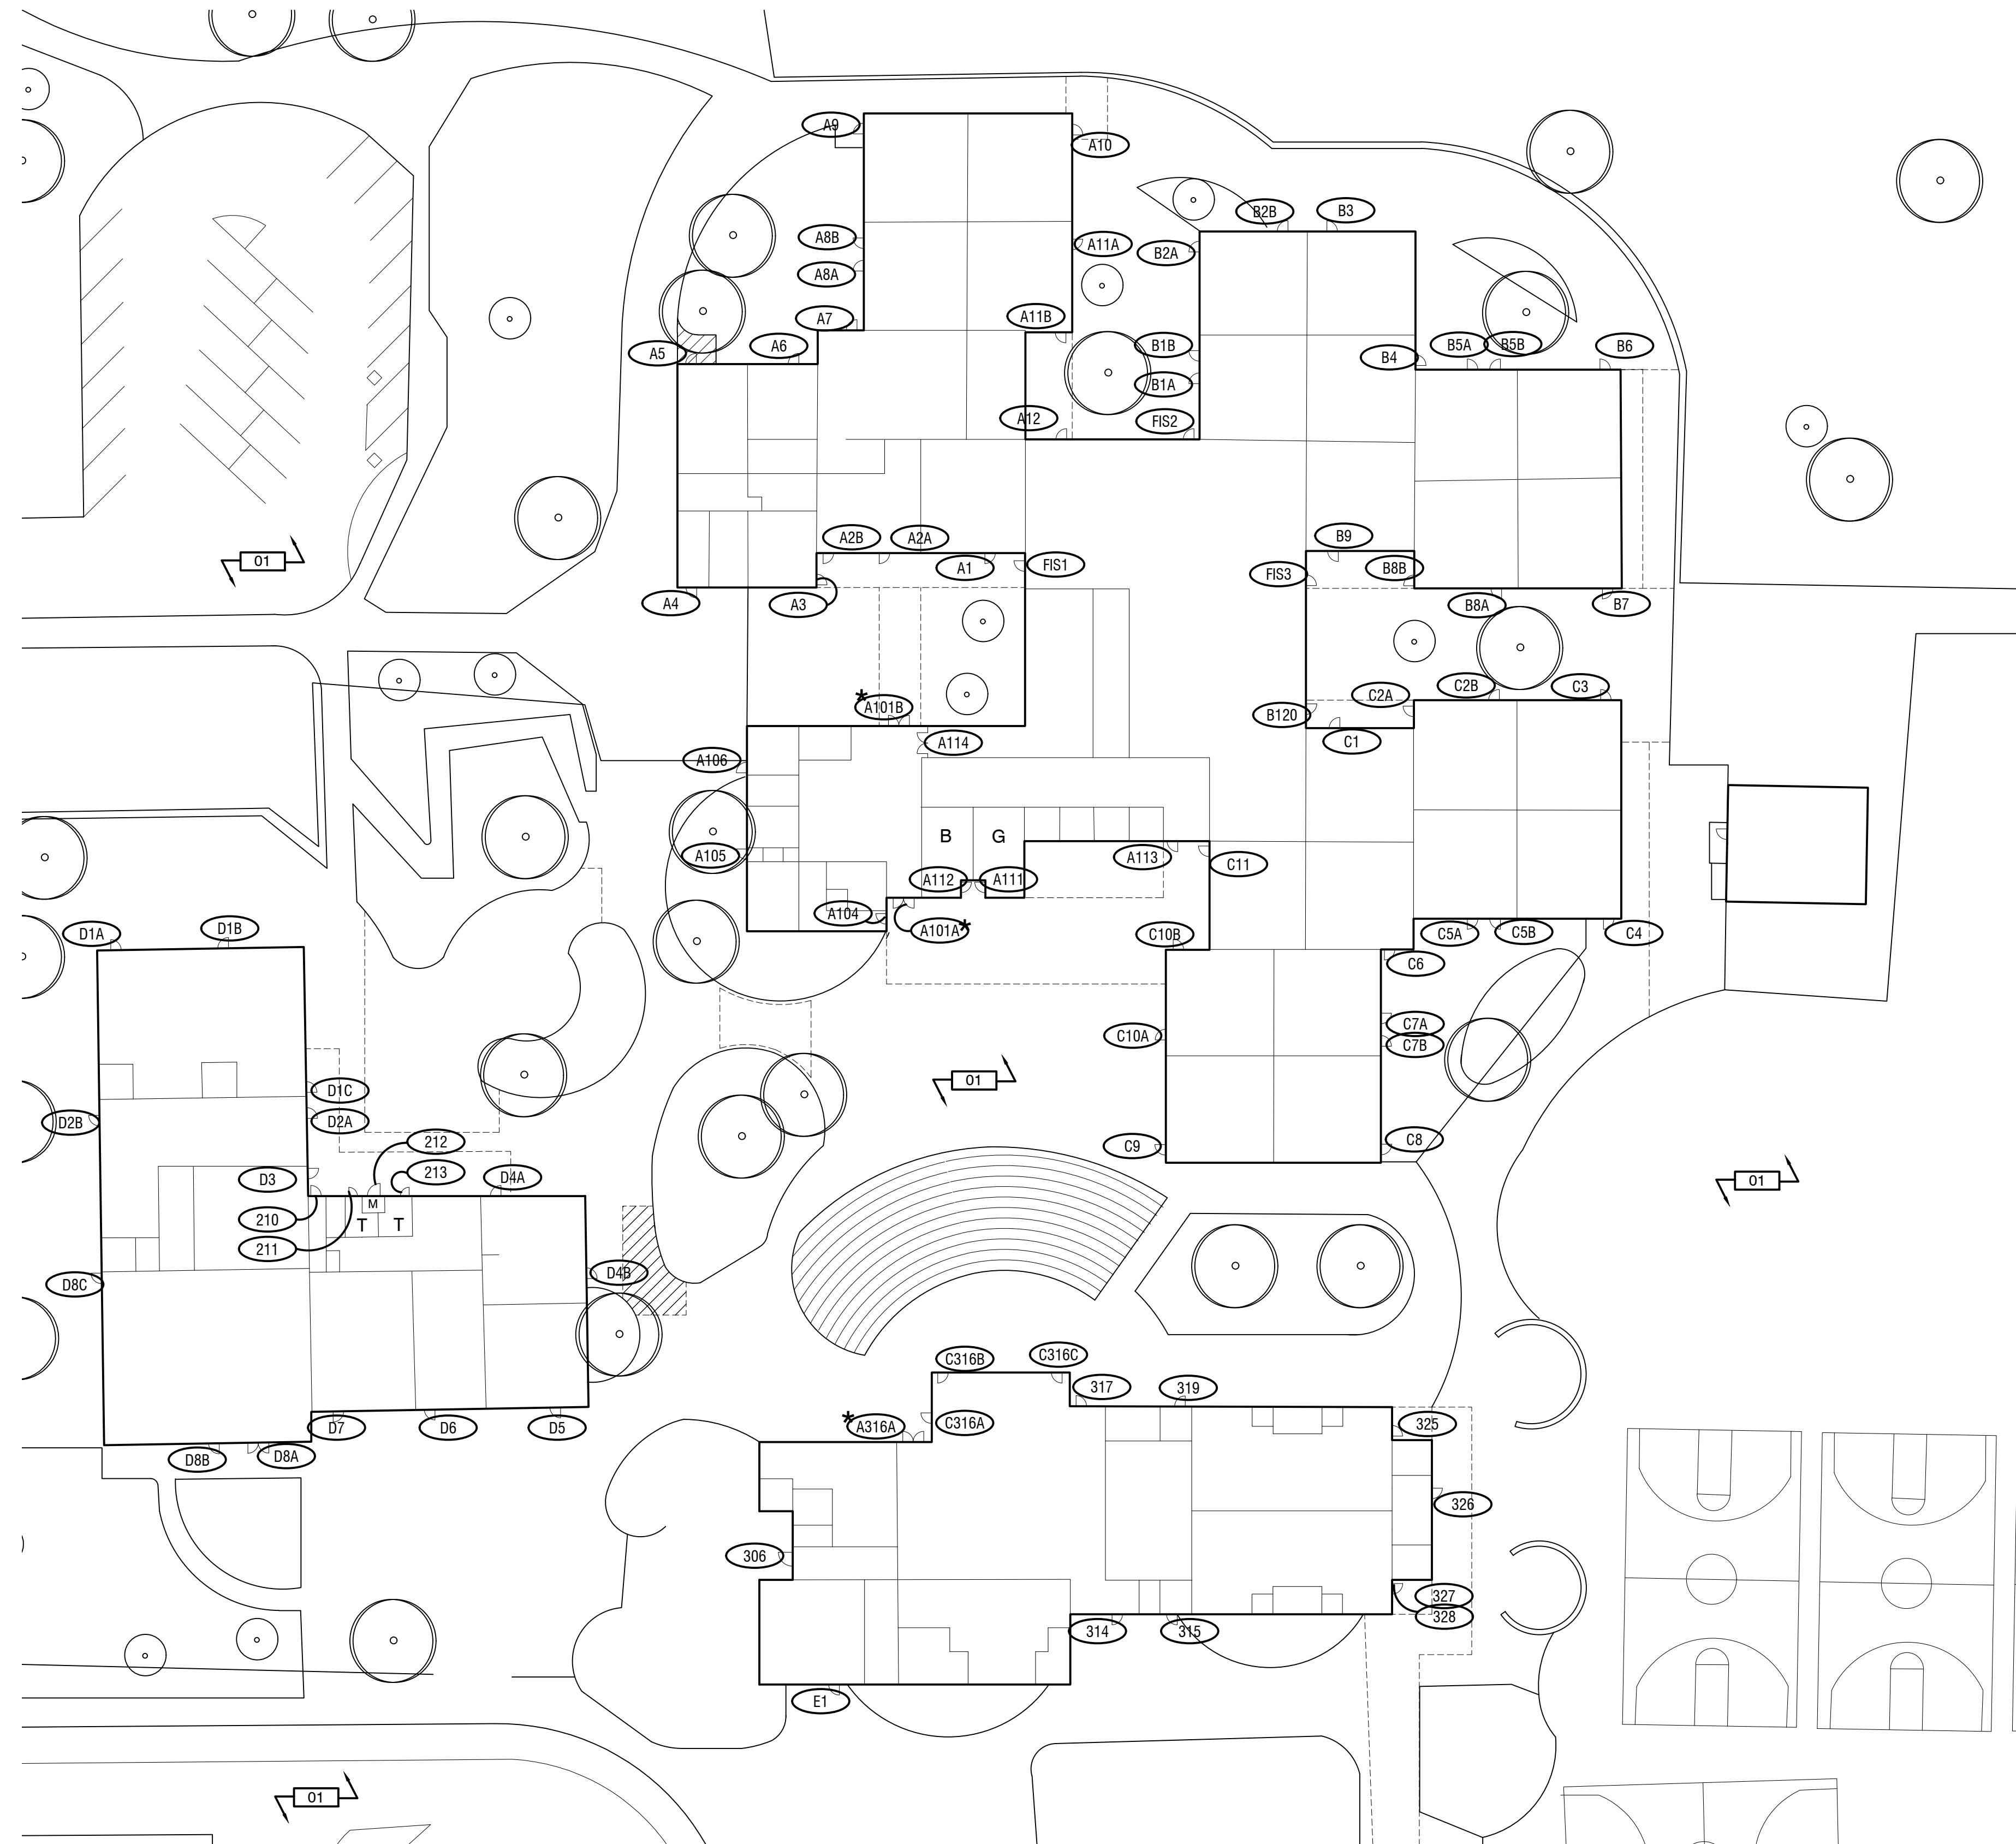 A9
A10
B2B
B3
A8B
A11A
B2A
A8A
A7
A11B
A5
A6
B1B
B4
B5A
B5B
B6
B1A
A12
FIS2
A2B
A2A
B9
01
A1
FIS1
FIS3
B8B
A4
A3
B8A
B7
*
A101B
C2A
C2B
C3
B120
A114
C1
A106
B
G
A105
A113
C11
A112
A111
A104
A101A
*
D1A
D1B
C10B
C5A
C5B
C4
C6
C10A
C7A
C7B
01
D1C
D2B
D2A
212
C9
C8
213
D3
D4A
01
M
210
T
T
211
D8C
D4B
C316B
C316C
317
319
*
A316A
C316A
325
D7
D6
D5
D8B
D8A
326
306
327
328
314
315
E1
01